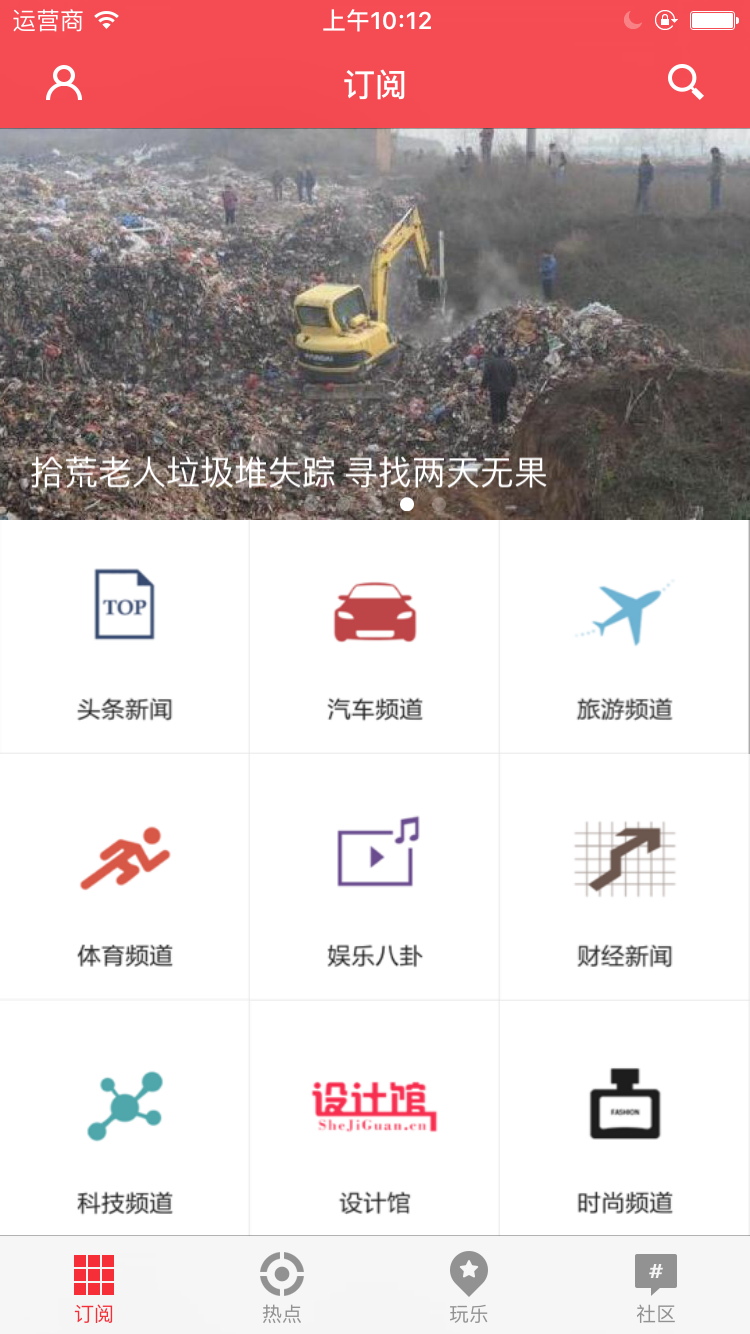 运营商 上午10:12
订阅
HYUNDAI
拾荒老人垃圾堆失踪 寻找两天无果
TOP
头条新闻 汽车频道 旅游频道
体育频道 娱乐八卦 财经新闻
设计馆
SheJiGuan.cn
FASHION
科技频道 设计馆 时尚频道
#
订阅 热点 玩乐 社区